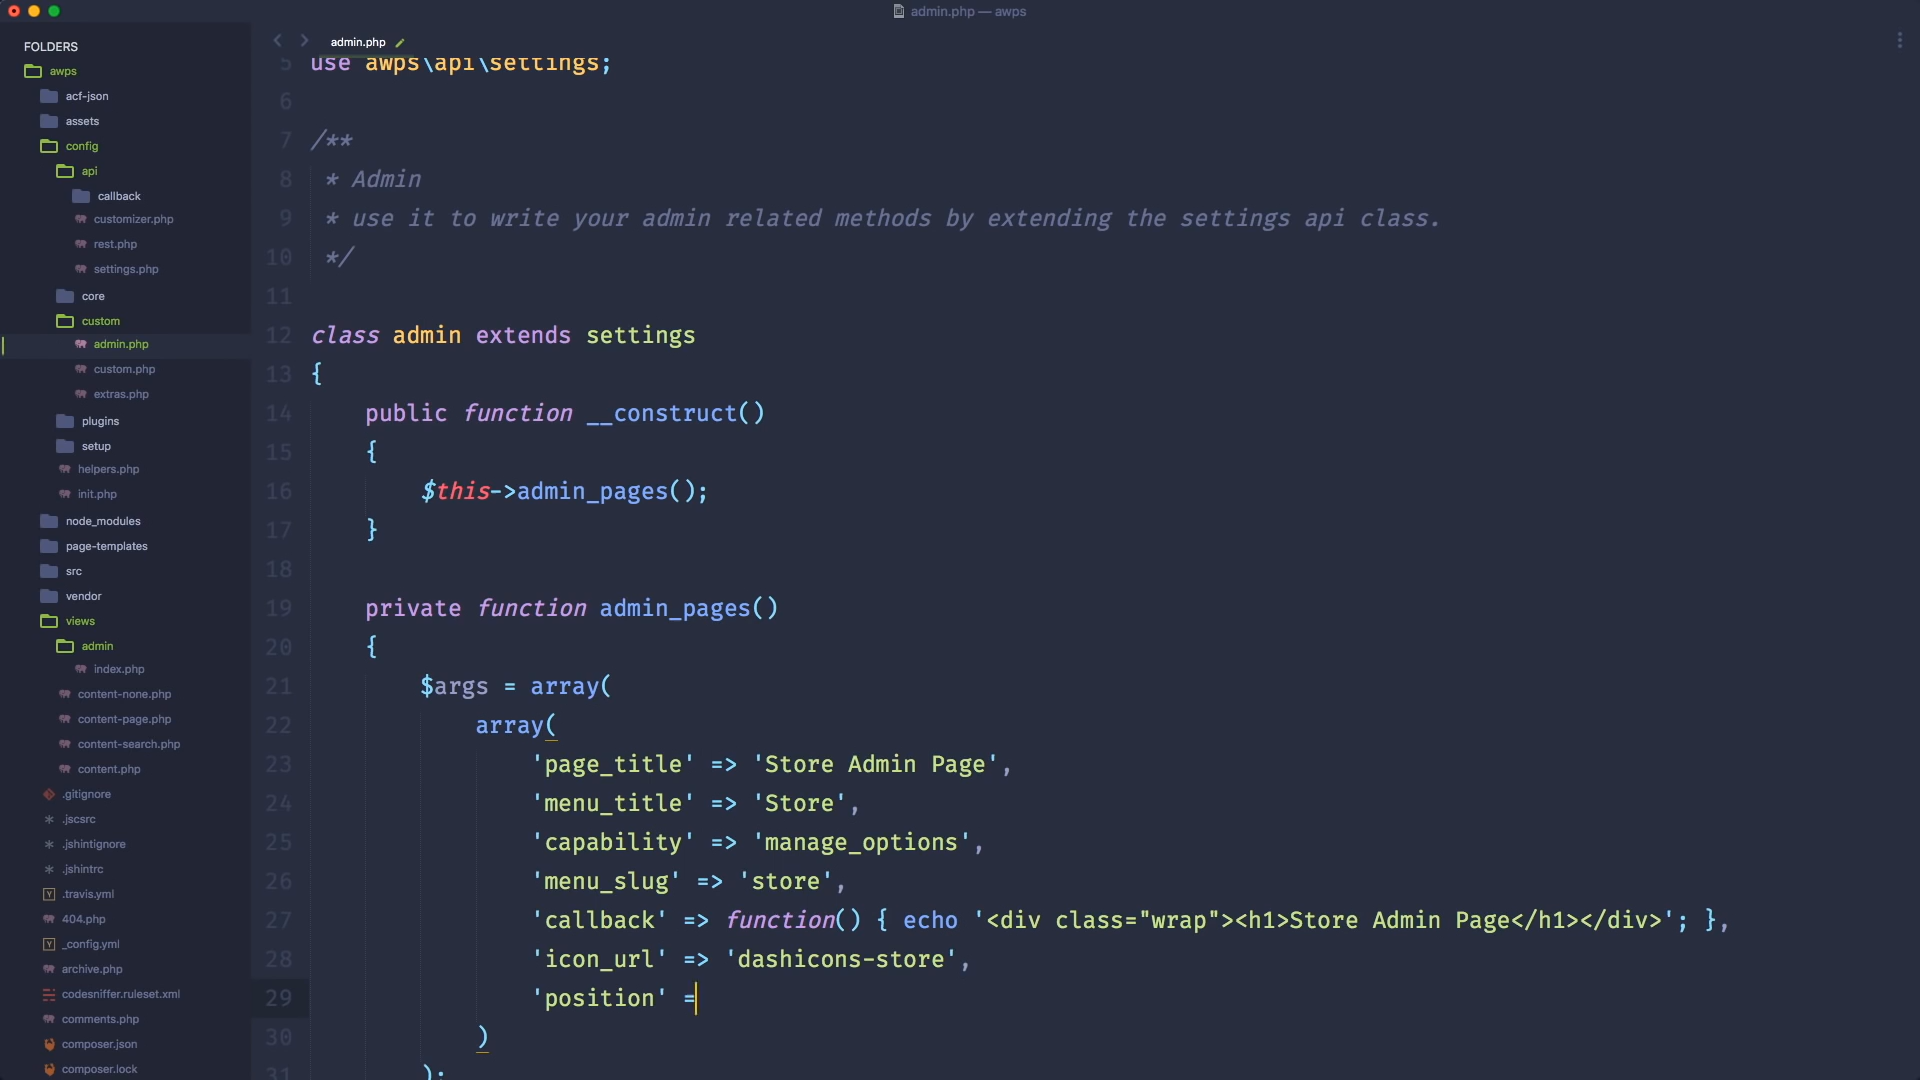 admin.php — awps
FOLDERS
awps
acf-json
assets
config
api
callback
customizer.php
rest.php
settings.php
core
custom
admin.php
custom.php
extras.php
plugins
setup
helpers.php
init.php
node_modules
page-templates
src
vendor
views
admin
index.php
content-none.php
content-page.php
content-search.php
content.php
.gitignore
.jscsrc
.jshintignore
.jshintrc
.travis.yml
404.php
_config.yml
archive.php
codesniffer.ruleset.xml
comments.php
composer.json
composer.lock
admin.php
5 use awps\api\settings;
6
7 /**
8 * Admin
9 * use it to write your admin related methods by extending the settings api class.
10 */
11
12 class admin extends settings
13 {
14 public function __construct()
15 {
16 $this->admin_pages();
17 }
18
19 private function admin_pages()
20 {
21 $args = array(
22 array(
23 'page_title' => 'Store Admin Page',
24 'menu_title' => 'Store',
25 'capability' => 'manage_options',
26 'menu_slug' => 'store',
27 'callback' => function() { echo '<div class="wrap"><h1>Store Admin Page</h1></div>'; },
28 'icon_url' => 'dashicons-store',
29 'position' =
30 )
31 );